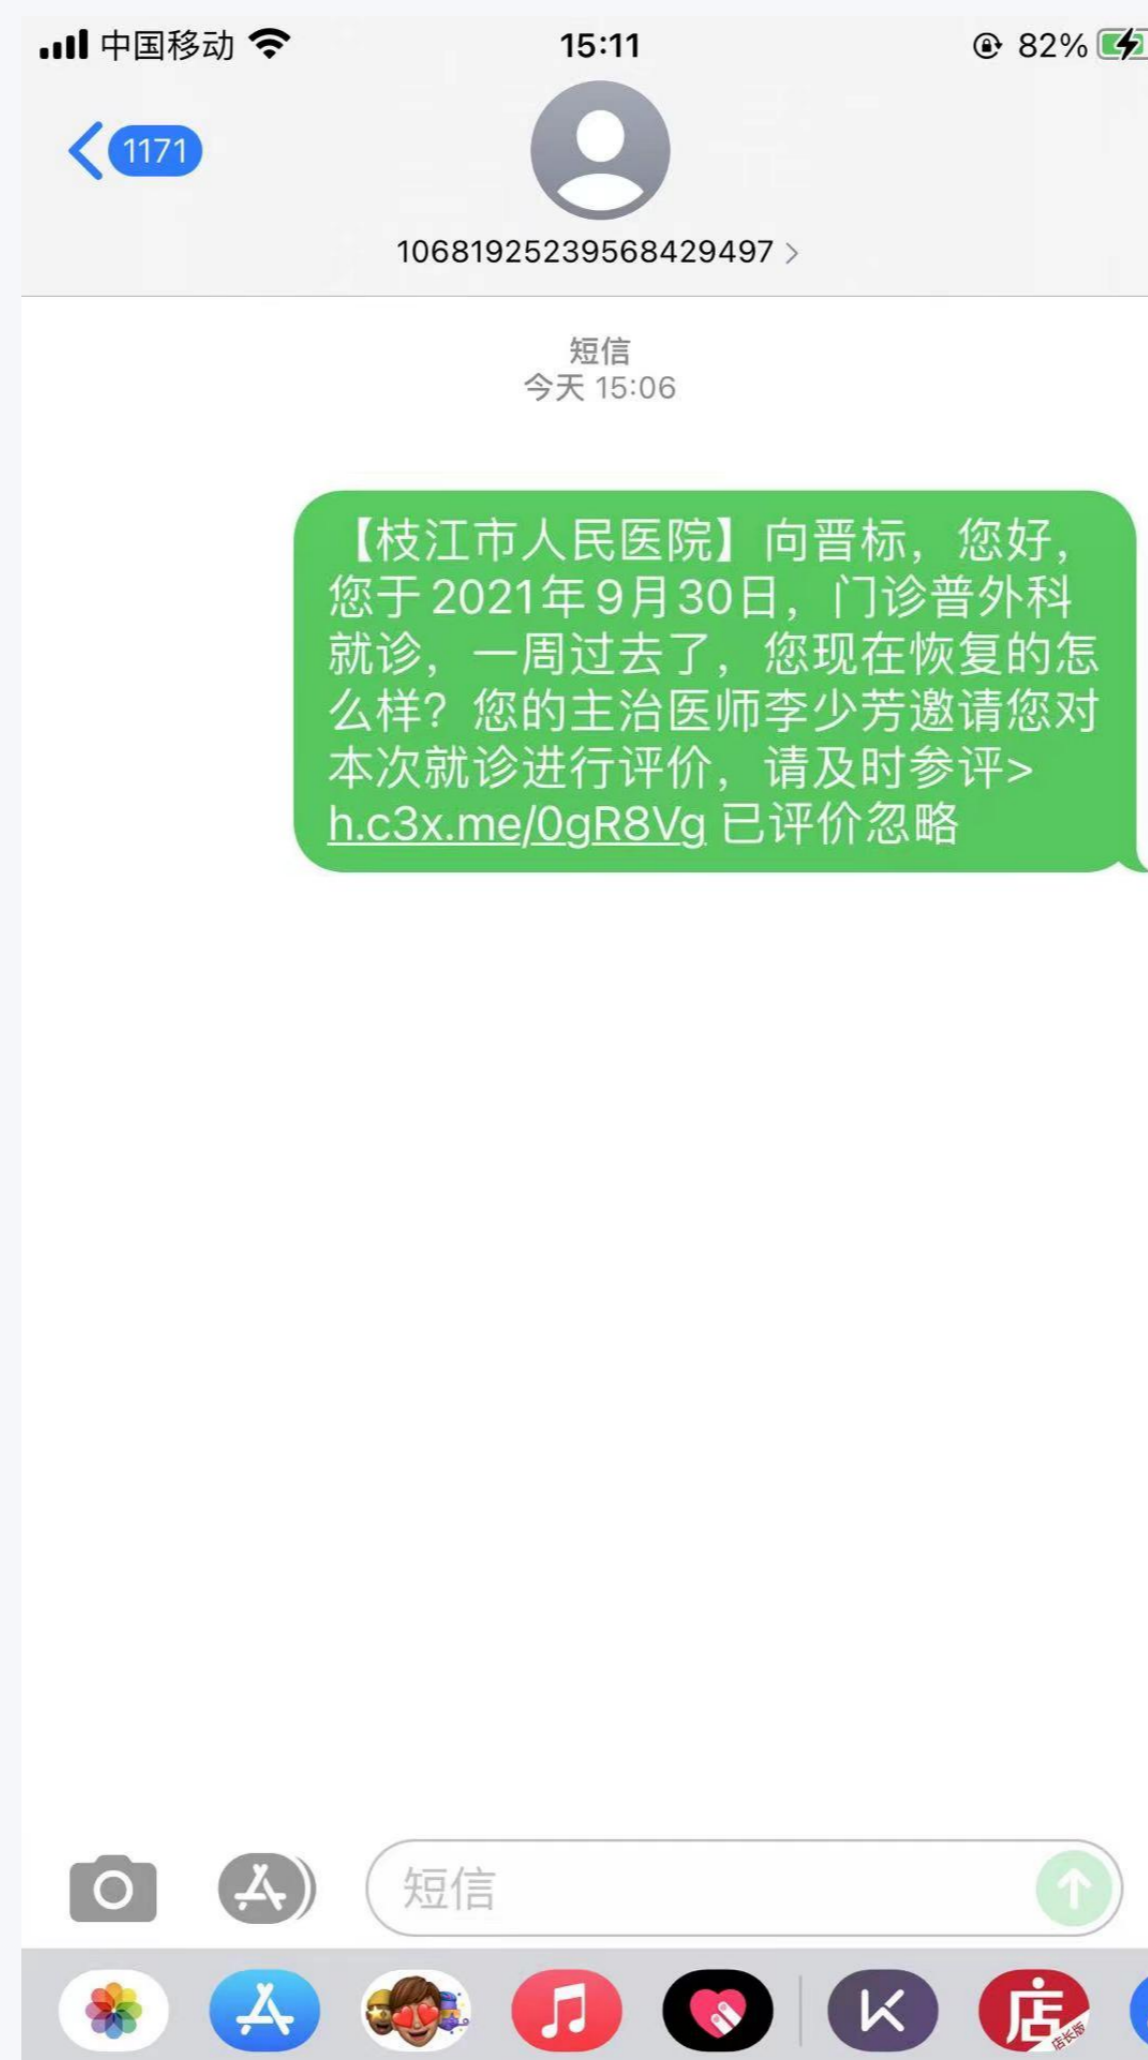 中国移动
15:11
82%
1171
10681925239568429497
短信
今天 15:06
【枝江市人民医院】向晋标，您好，
您于2021年9月30日，门诊普外科
就诊，一周过去了，您现在恢复的怎
么样？您的主治医师李少芳邀请您对
本次就诊进行评价，请及时参评>
h.c3x.me/0gR8Vg 已评价忽略
短信
店
店长版